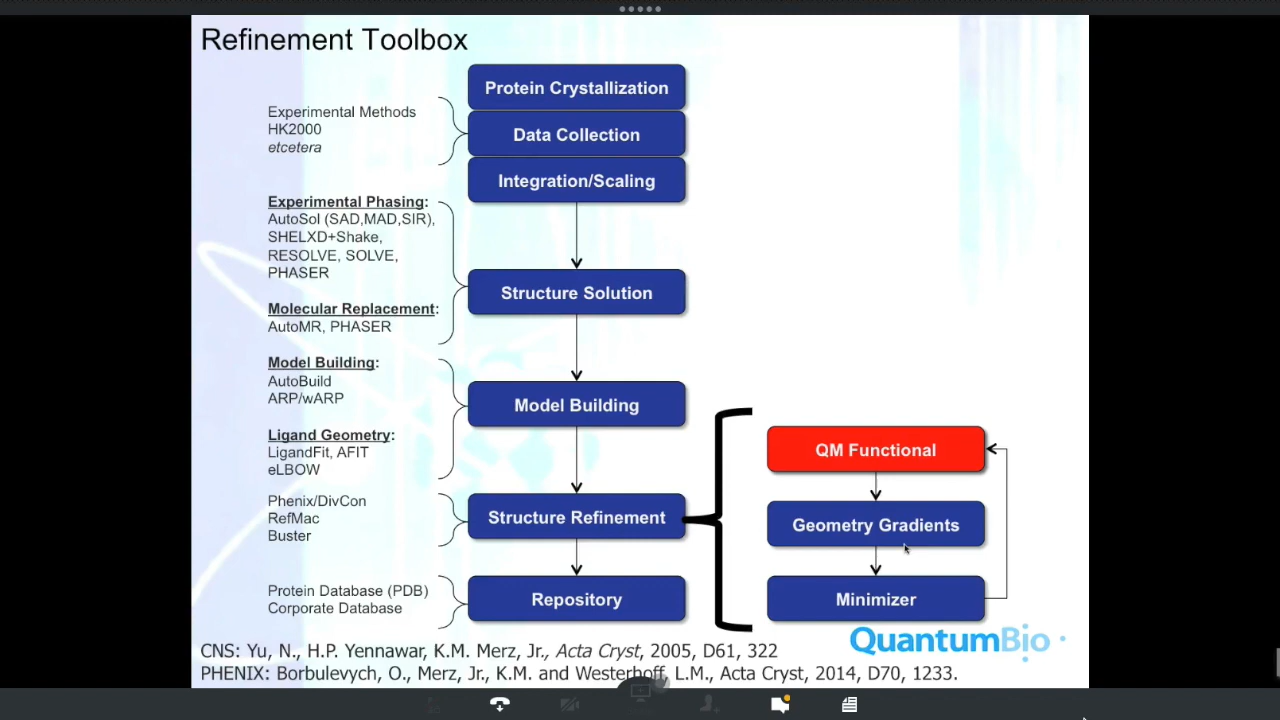 Refinement Toolbox
Protein Crystallization
Data Collection
Integration/Scaling
Experimental Methods
HK2000
etcetera
Experimental Phasing:
AutoSol (SAD,MAD,SIR),
SHELXD+Shake,
RESOLVE, SOLVE,
PHASER
Structure Solution
Molecular Replacement:
AutoMR, PHASER
Model Building:
AutoBuild
ARP/wARP
Model Building
Ligand Geometry:
LigandFit, AFIT
eLBOW
Phenix/DivCon
RefMac
Buster
Structure Refinement
QM Functional
Geometry Gradients
Minimizer
Protein Database (PDB)
Corporate Database
Repository
QuantumBio
CNS: Yu, N., H.P. Yennawar, K.M. Merz, Jr., Acta Cryst, 2005, D61, 322
PHENIX: Borbulevych, O., Merz, Jr., K.M. and Westerhoff, L.M., Acta Cryst, 2014, D70, 1233.